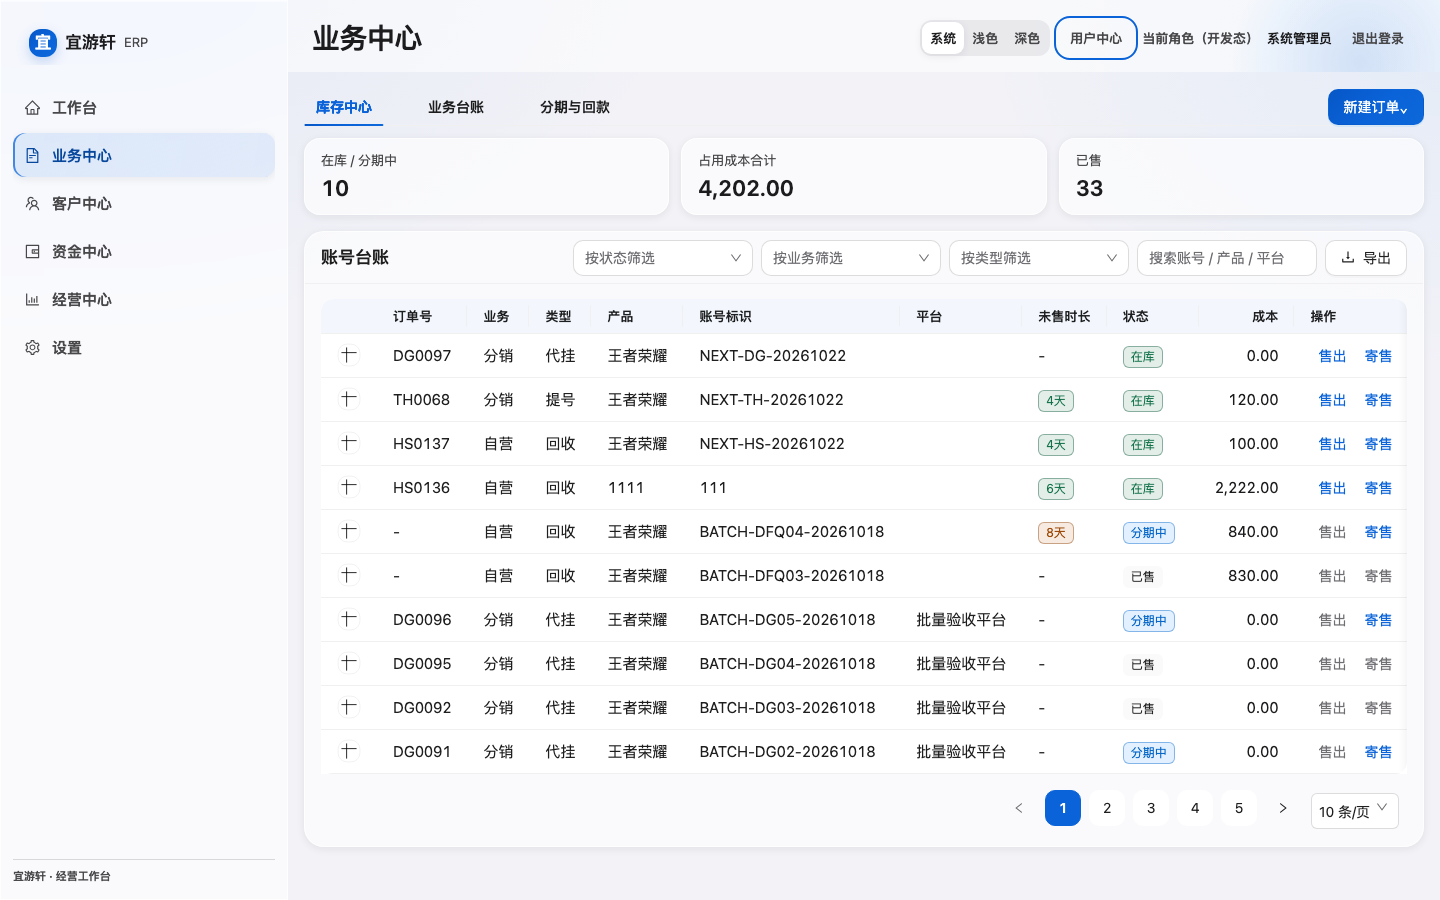 宜 宜游轩 ERP
工作台
业务中心
客户中心
资金中心
经营中心
设置
宜游轩 · 经营工作台
业务中心
系统 浅色 深色 用户中心 当前角色（开发态） 系统管理员 退出登录
库存中心 业务台账 分期与回款 新建订单
在库 / 分期中
10
占用成本合计
4,202.00
已售
33
账号台账 按状态筛选 按业务筛选 按类型筛选 搜索账号 / 产品 / 平台 导出
订单号 业务 类型 产品 账号标识 平台 未售时长 状态 成本 操作
DG0097 分销 代挂 王者荣耀 NEXT-DG-20261022 - 在库 0.00 售出 寄售
TH0068 分销 提号 王者荣耀 NEXT-TH-20261022 4天 在库 120.00 售出 寄售
HS0137 自营 回收 王者荣耀 NEXT-HS-20261022 4天 在库 100.00 售出 寄售
HS0136 自营 回收 1111 111 6天 在库 2,222.00 售出 寄售
- 自营 回收 王者荣耀 BATCH-DFQ04-20261018 8天 分期中 840.00 售出 寄售
- 自营 回收 王者荣耀 BATCH-DFQ03-20261018 - 已售 830.00 售出 寄售
DG0096 分销 代挂 王者荣耀 BATCH-DG05-20261018 批量验收平台 - 分期中 0.00 售出 寄售
DG0095 分销 代挂 王者荣耀 BATCH-DG04-20261018 批量验收平台 - 已售 0.00 售出 寄售
DG0092 分销 代挂 王者荣耀 BATCH-DG03-20261018 批量验收平台 - 已售 0.00 售出 寄售
DG0091 分销 代挂 王者荣耀 BATCH-DG02-20261018 批量验收平台 - 分期中 0.00 售出 寄售
1 2 3 4 5 10 条/页